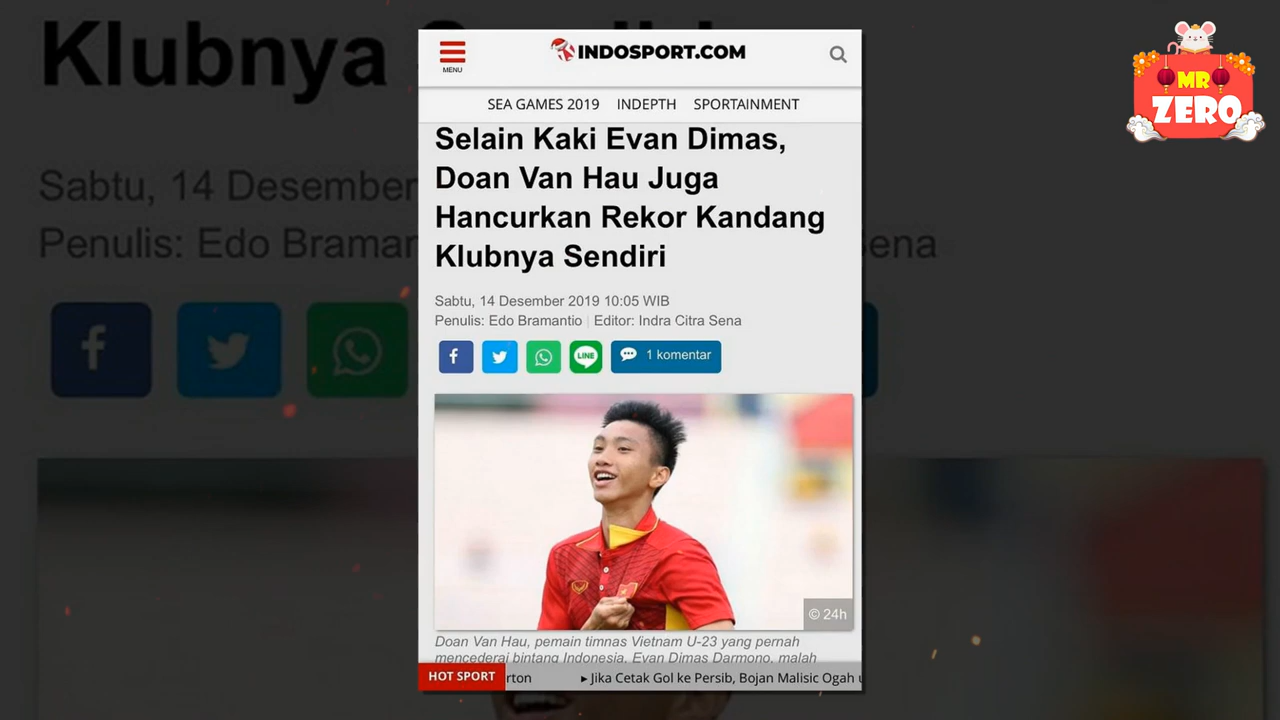 Klubnya
Sabtu, 14 Desember
Penulis: Edo Braman
Sena
MENU
INDOSPORT.COM
SEA GAMES 2019 INDEPTH SPORTAINMENT
Selain Kaki Evan Dimas,
Doan Van Hau Juga
Hancurkan Rekor Kandang
Klubnya Sendiri
Sabtu, 14 Desember 2019 10:05 WIB
Penulis: Edo Bramantio | Editor: Indra Citra Sena
LINE
1 komentar
© 24h
Doan Van Hau, pemain timnas Vietnam U-23 yang pernah
mencederai bintang Indonesia, Evan Dimas Darmono, malah
HOT SPORT rton ▸ Jika Cetak Gol ke Persib, Bojan Malisic Ogah
MR
ZERO